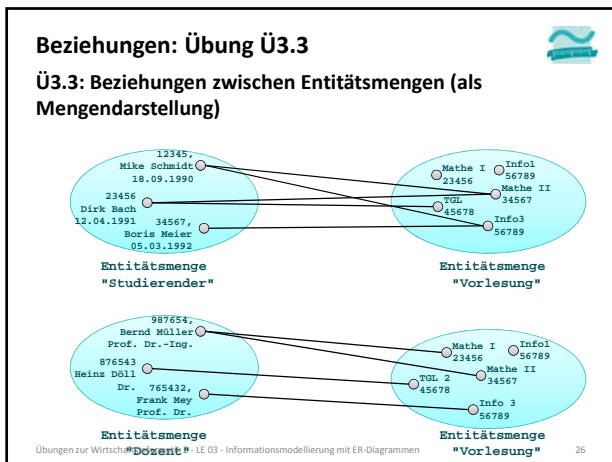 Beziehungen: Übung Ü3.3
Ü3.3: Beziehungen zwischen Entitätsmengen (als
Mengendarstellung)
12345,
Mike Schmidt
18.09.1990
23456
Dirk Bach
12.04.1991
34567,
Boris Meier
05.03.1992
Entitätsmenge
"Studierender"
Mathe I
23456
Info1
56789
Mathe II
34567
TGL
45678
Info3
56789
Entitätsmenge
"Vorlesung"
987654,
Bernd Müller
Prof. Dr.-Ing.
876543
Heinz Döll
Dr.
765432,
Frank Mey
Prof. Dr.
Entitätsmenge
"Dozent"
Mathe I
23456
Info1
56789
Mathe II
34567
TGL 2
45678
Info 3
56789
Entitätsmenge
"Vorlesung"
Übungen zur - LE 03 - Informationsmodellierung mit ER-Diagrammen
26